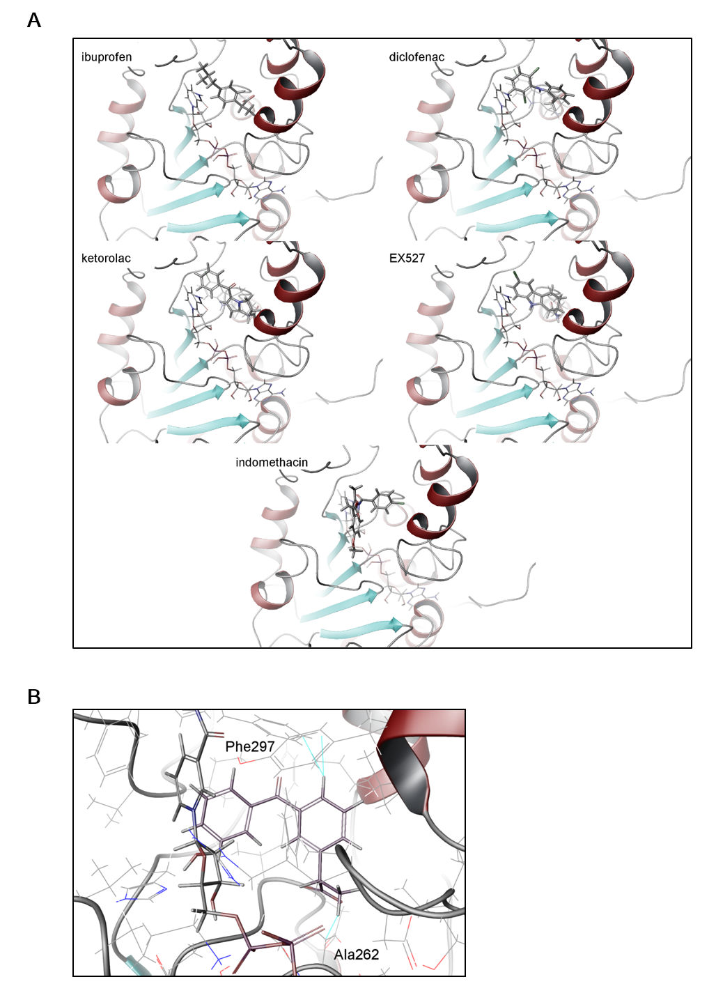 A
ibuprofen
diclofenac
ketorolac
EX527
indomethacin
B
Phe297
Ala262